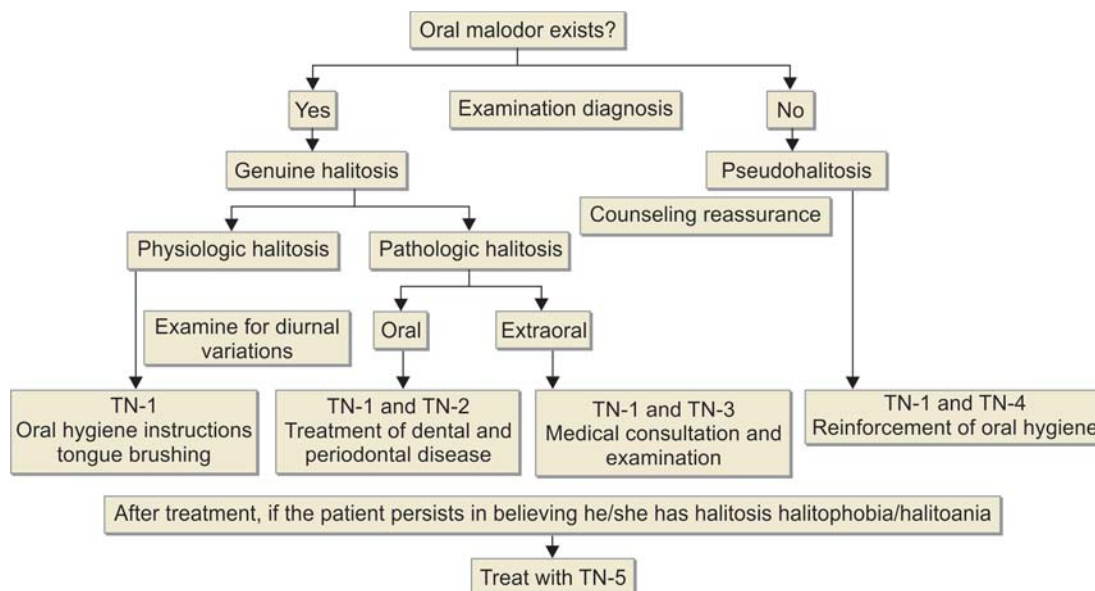 Oral malodor exists?
Yes
Examination diagnosis
No
Genuine halitosis
Pseudohalitosis
Counseling reassurance
Physiologic halitosis
Pathologic halitosis
Examine for diurnal
variations
Oral
Extraoral
TN-1
Oral hygiene instructions
tongue brushing
TN-1 and TN-2
Treatment of dental and
periodontal disease
TN-1 and TN-3
Medical consultation and
examination
TN-1 and TN-4
Reinforcement of oral hygiene
After treatment, if the patient persists in believing he/she has halitosis halitophobia/halitoania
Treat with TN-5